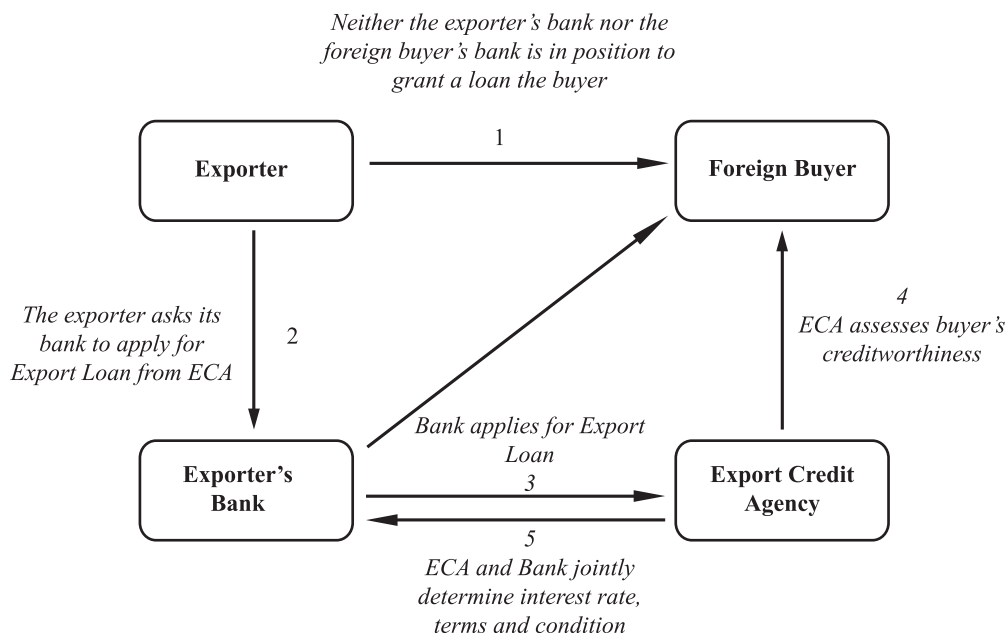 Neither the exporter’s bank nor the
foreign buyer’s bank is in position to
grant a loan the buyer
1
Exporter
Foreign Buyer
The exporter asks its
bank to apply for
Export Loan from ECA
2
4
ECA assesses buyer’s
creditworthiness
Bank applies for Export
Loan
3
Exporter’s
Bank
Export Credit
Agency
5
ECA and Bank jointly
determine interest rate,
terms and condition